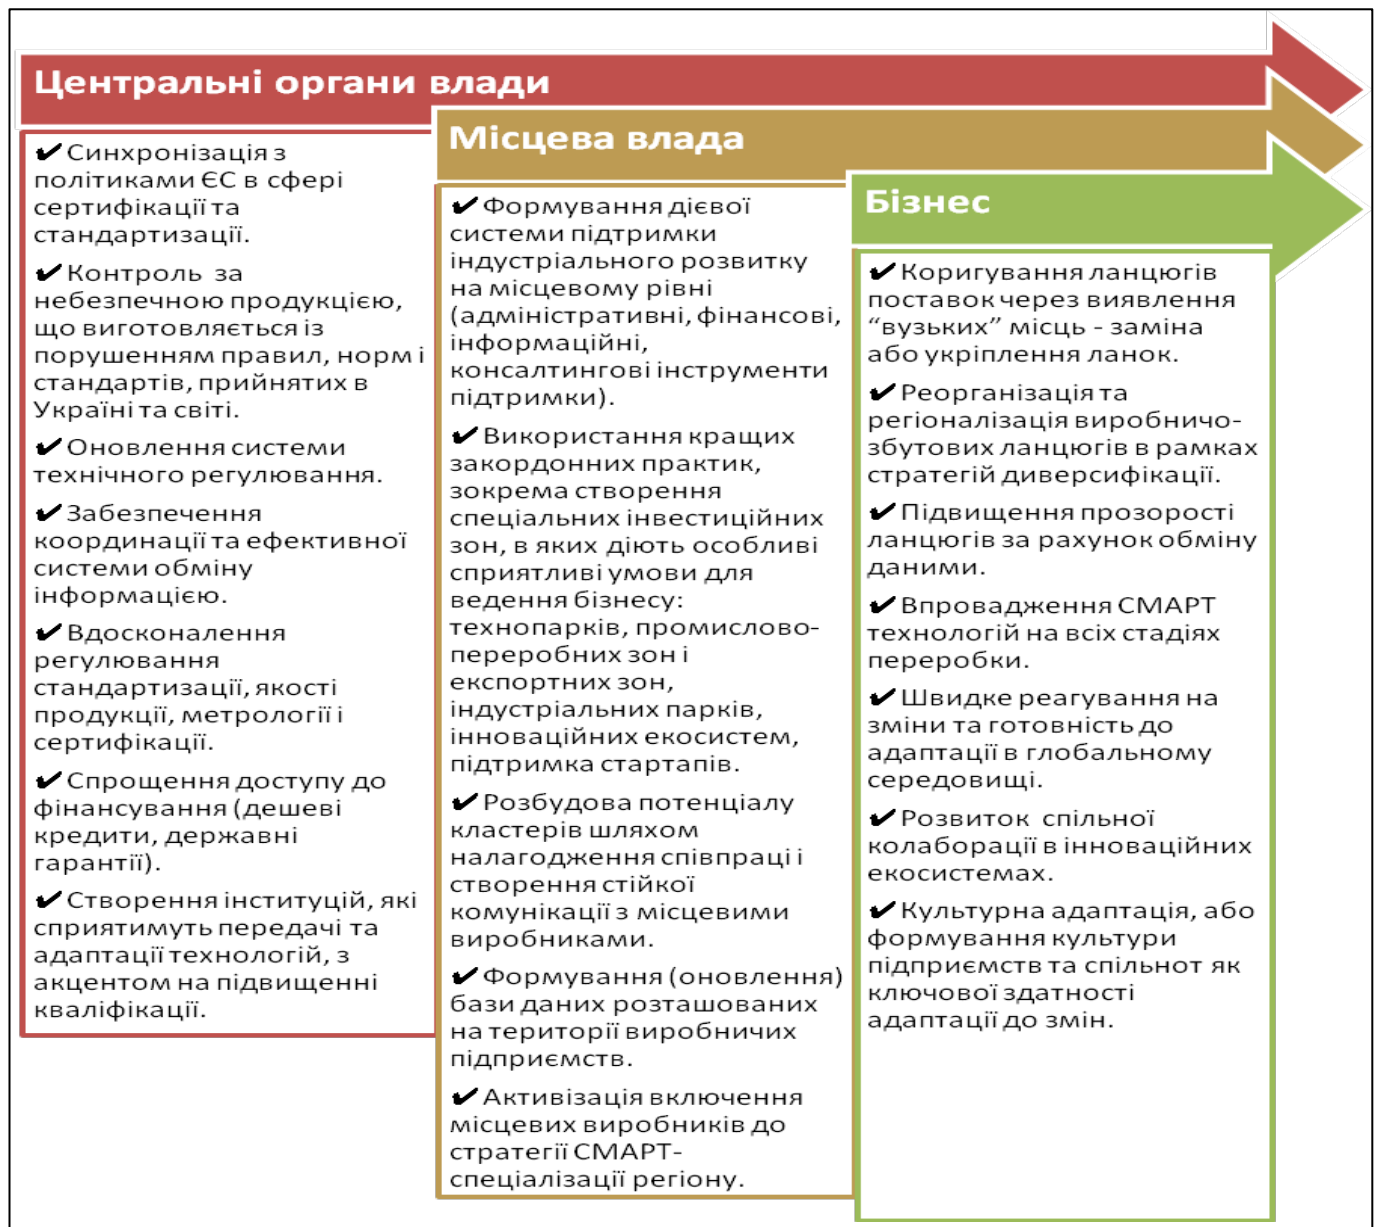 Центральні органи влади
✔Синхронізація з
політиками ЄС в сфері
сертифікації та
стандартизації.
✔Контроль за
небезпечною продукцією,
що виготовляється із
порушенням правил, норм і
стандартів, прийнятих в
Україні та світі.
✔Оновлення системи
технічного регулювання.
✔Забезпечення
координації та ефективної
системи обміну
інформацією.
✔Вдосконалення
регулювання
стандартизації, якості
продукції, метрології і
сертифікації.
✔Спрощення доступу до
фінансування (дешеві
кредити, державні
гарантії).
✔Створення інституцій, які
сприятимуть передачі та
адаптації технологій, з
акцентом на підвищенні
кваліфікації.
Місцева влада
✔Формування дієвої
системи підтримки
індустріального розвитку
на місцевому рівні
(адміністративні, фінансові,
інформаційні,
консалтингові інструменти
підтримки).
✔Використання кращих
закордонних практик,
зокрема створення
спеціальних інвестиційних
зон, в яких діють особливі
сприятливі умови для
ведення бізнесу:
технопарків, промислово-
переробних зон і
експортних зон,
індустріальних парків,
інноваційних екосистем,
підтримка стартапів.
✔Розбудова потенціалу
кластерів шляхом
налагодження співпраці і
створення стійкої
комунікації з місцевими
виробниками.
✔Формування (оновлення)
бази даних розташованих
на території виробничих
підприємств.
✔Активізація включення
місцевих виробників до
стратегії СМАРТ-
спеціалізації регіону.
Бізнес
✔Коригування ланцюгів
поставок через виявлення
“вузьких” місць - заміна
або укріплення ланок.
✔Реорганізація та
регіоналізація виробничо-
збутових ланцюгів в рамках
стратегій диверсифікації.
✔Підвищення прозорості
ланцюгів за рахунок обміну
даними.
✔Впровадження СМАРТ
технологій на всіх стадіях
переробки.
✔Швидке реагування на
зміни та готовність до
адаптації в глобальному
середовищі.
✔Розвиток спільної
колаборації в інноваційних
екосистемах.
✔Культурна адаптація, або
формування культури
підприємств та спільнот як
ключової здатності
адаптації до змін.